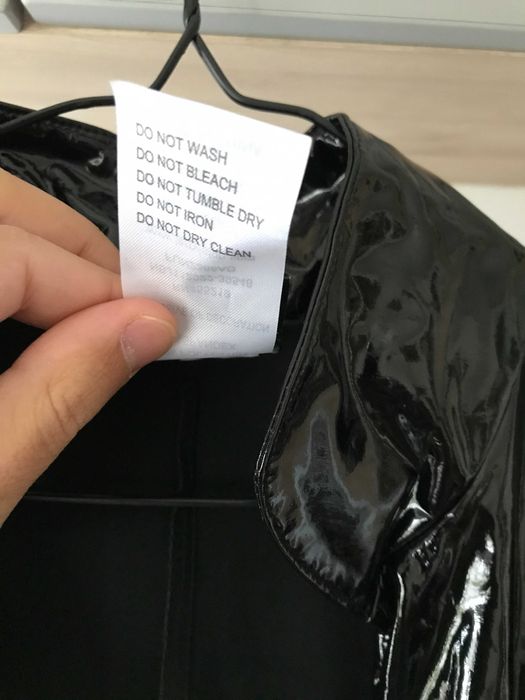 DO NOT WASH
DO NOT BLEACH
DO NOT TUMBLE DRY
DO NOT IRON
DO NOT DRY CLEAN